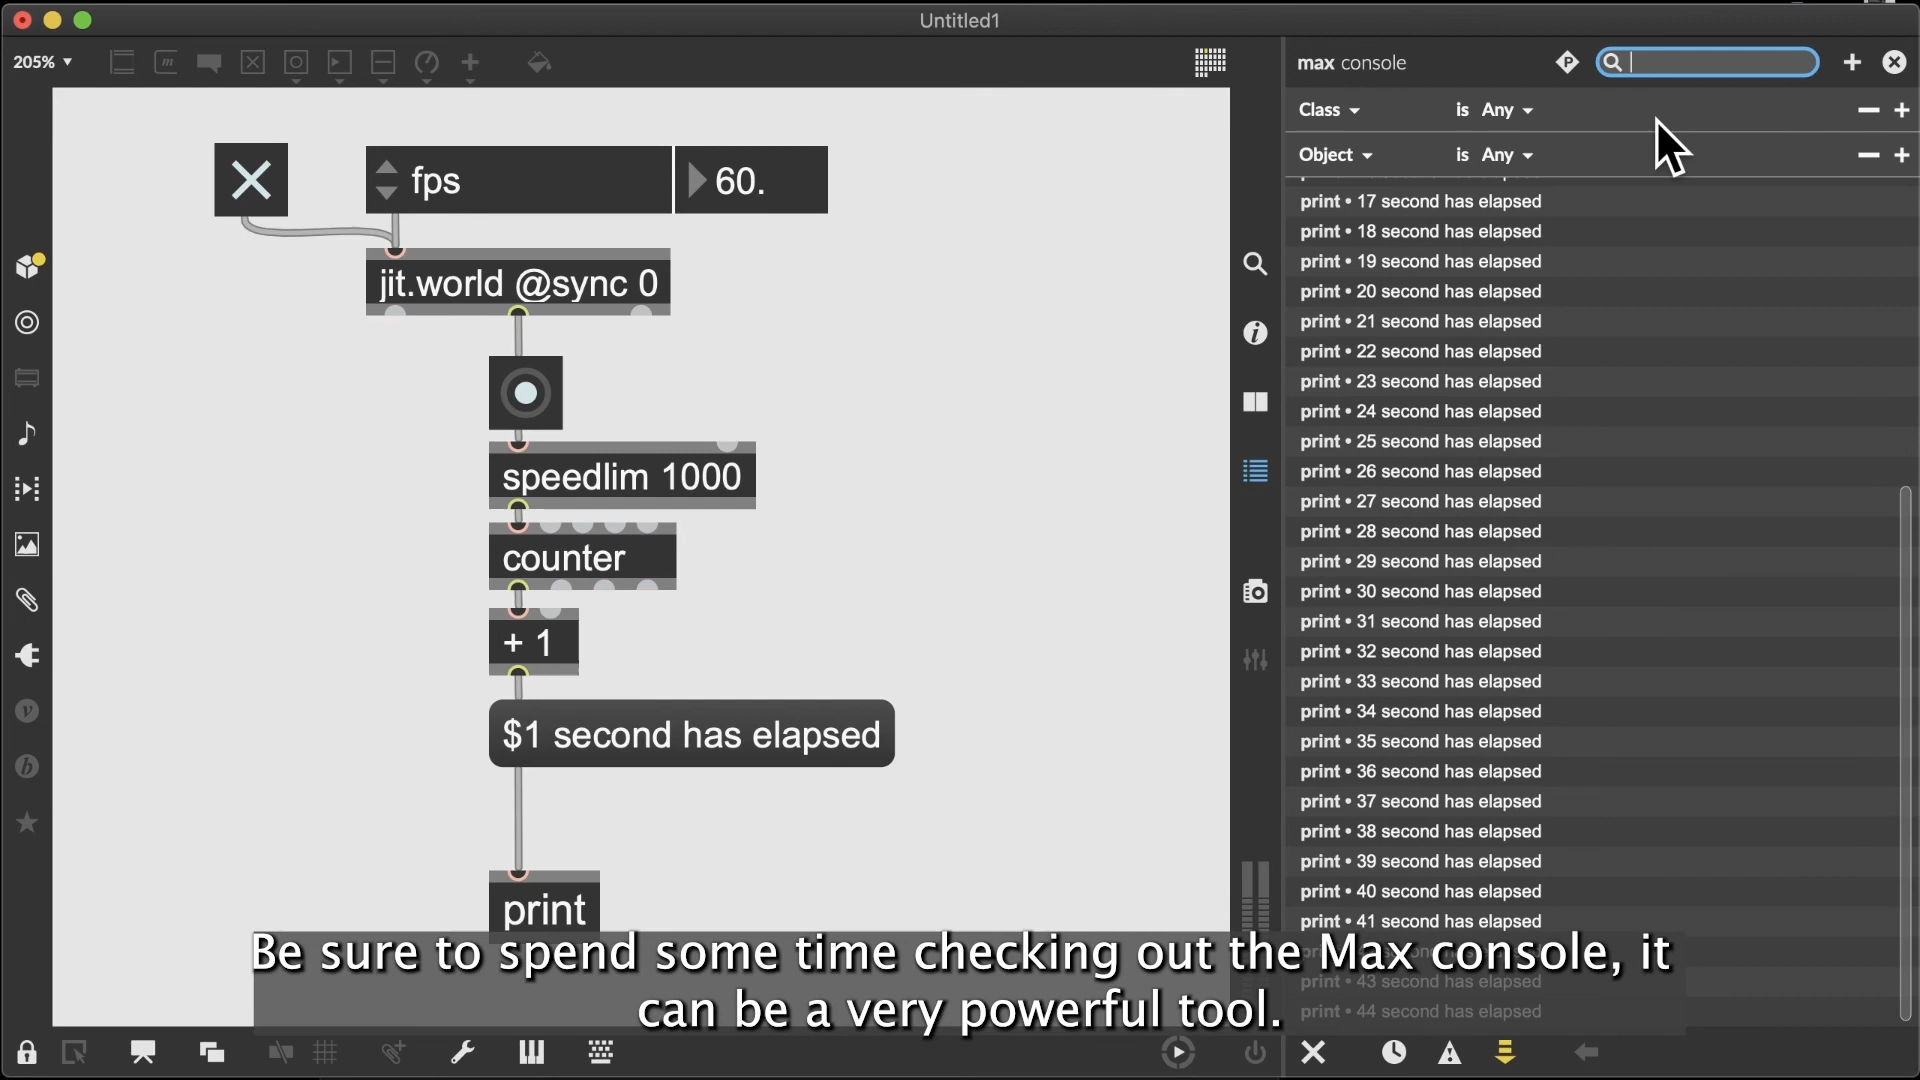 Untitled1
205%
max console
Class is Any
Object is Any
fps 60.
jit.world @sync 0
speedlim 1000
counter
+ 1
$1 second has elapsed
print
print • 17 second has elapsed
print • 18 second has elapsed
print • 19 second has elapsed
print • 20 second has elapsed
print • 21 second has elapsed
print • 22 second has elapsed
print • 23 second has elapsed
print • 24 second has elapsed
print • 25 second has elapsed
print • 26 second has elapsed
print • 27 second has elapsed
print • 28 second has elapsed
print • 29 second has elapsed
print • 30 second has elapsed
print • 31 second has elapsed
print • 32 second has elapsed
print • 33 second has elapsed
print • 34 second has elapsed
print • 35 second has elapsed
print • 36 second has elapsed
print • 37 second has elapsed
print • 38 second has elapsed
print • 39 second has elapsed
print • 40 second has elapsed
print • 41 second has elapsed
print • 43 second has elapsed
print • 44 second has elapsed
Be sure to spend some time checking out the Max console, it
can be a very powerful tool.